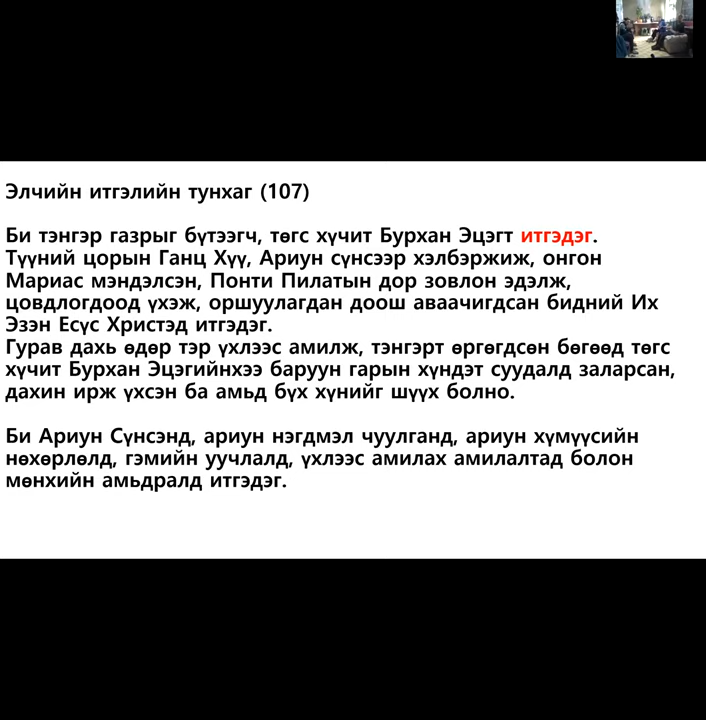 Элчийн итгэлийн тунхаг (107)
Би тэнгэр газрыг бүтээгч, төгс хүчит Бурхан Эцэгт итгэдэг.
Түүний цорын Ганц Хүү, Ариун сүнсээр хэлбэржиж, онгон
Мариас мэндэлсэн, Понти Пилатын дор зовлон эдэлж,
цовдлогдоод үхэж, оршуулагдан доош аваачигдсан бидний Их
Эзэн Есүс Христэд итгэдэг.
Гурав дахь өдөр тэр үхлээс амилж, тэнгэрт өргөгдсөн бөгөөд төгс
хүчит Бурхан Эцэгийнхээ баруун гарын хүндэт суудалд заларсан,
дахин ирж үхсэн ба амьд бүх хүнийг шүүх болно.
Би Ариун Сүнсэнд, ариун нэгдмэл чуулганд, ариун хүмүүсийн
нөхөрлөлд, гэмийн уучлалд, үхлээс амилах амилалтад болон
мөнхийн амьдралд итгэдэг.